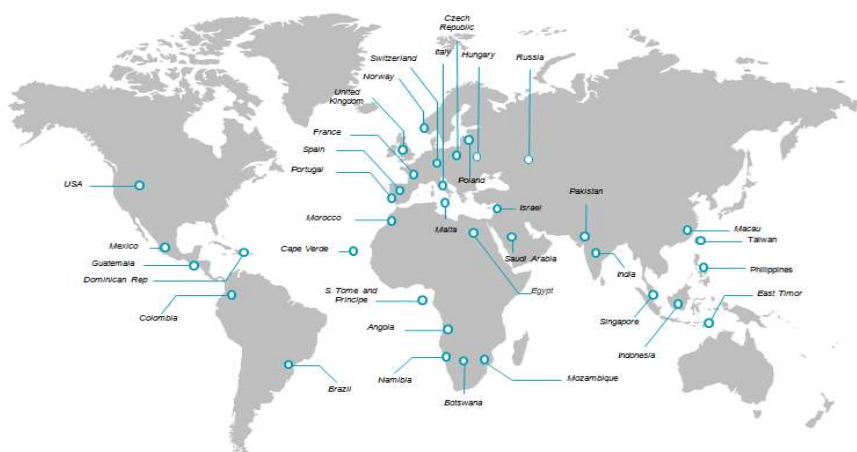 Czech
Republic
Switzerland
Italy
Hungary
Russia
Norway
United
Kingdom
France
Spain
Portugal
USA
Poland
Pakistan
Morocco
Malta
Israel
Macau
Mexico
Cape Verde
Saudi Arabia
Taiwan
Guatemala
India
Philippines
Dominican Rep
S. Tome and
Principe
Egypt
East Timor
Colombia
Angola
Singapore
Indonesia
Brazil
Namibia
Mozambique
Botswana